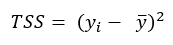 TSS = (yᵢ − ȳ)²